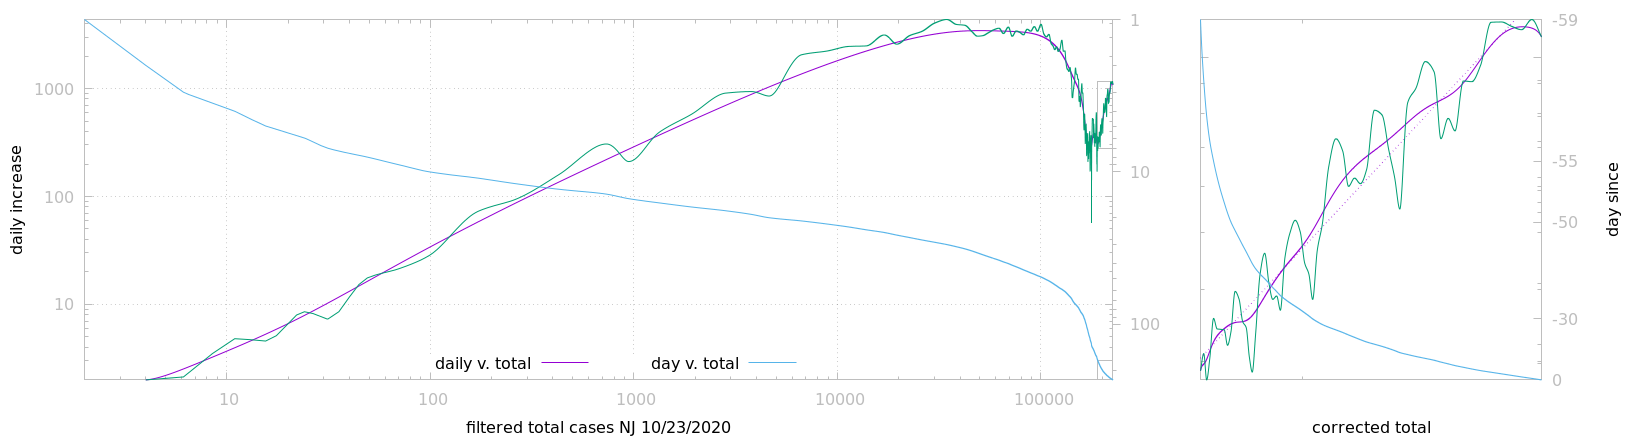 1
-59
1000
-55
daily increase
10
day since
100
-50
10
100
-30
daily v. total
day v. total
0
10
100
1000
10000
100000
filtered total cases NJ 10/23/2020
corrected total